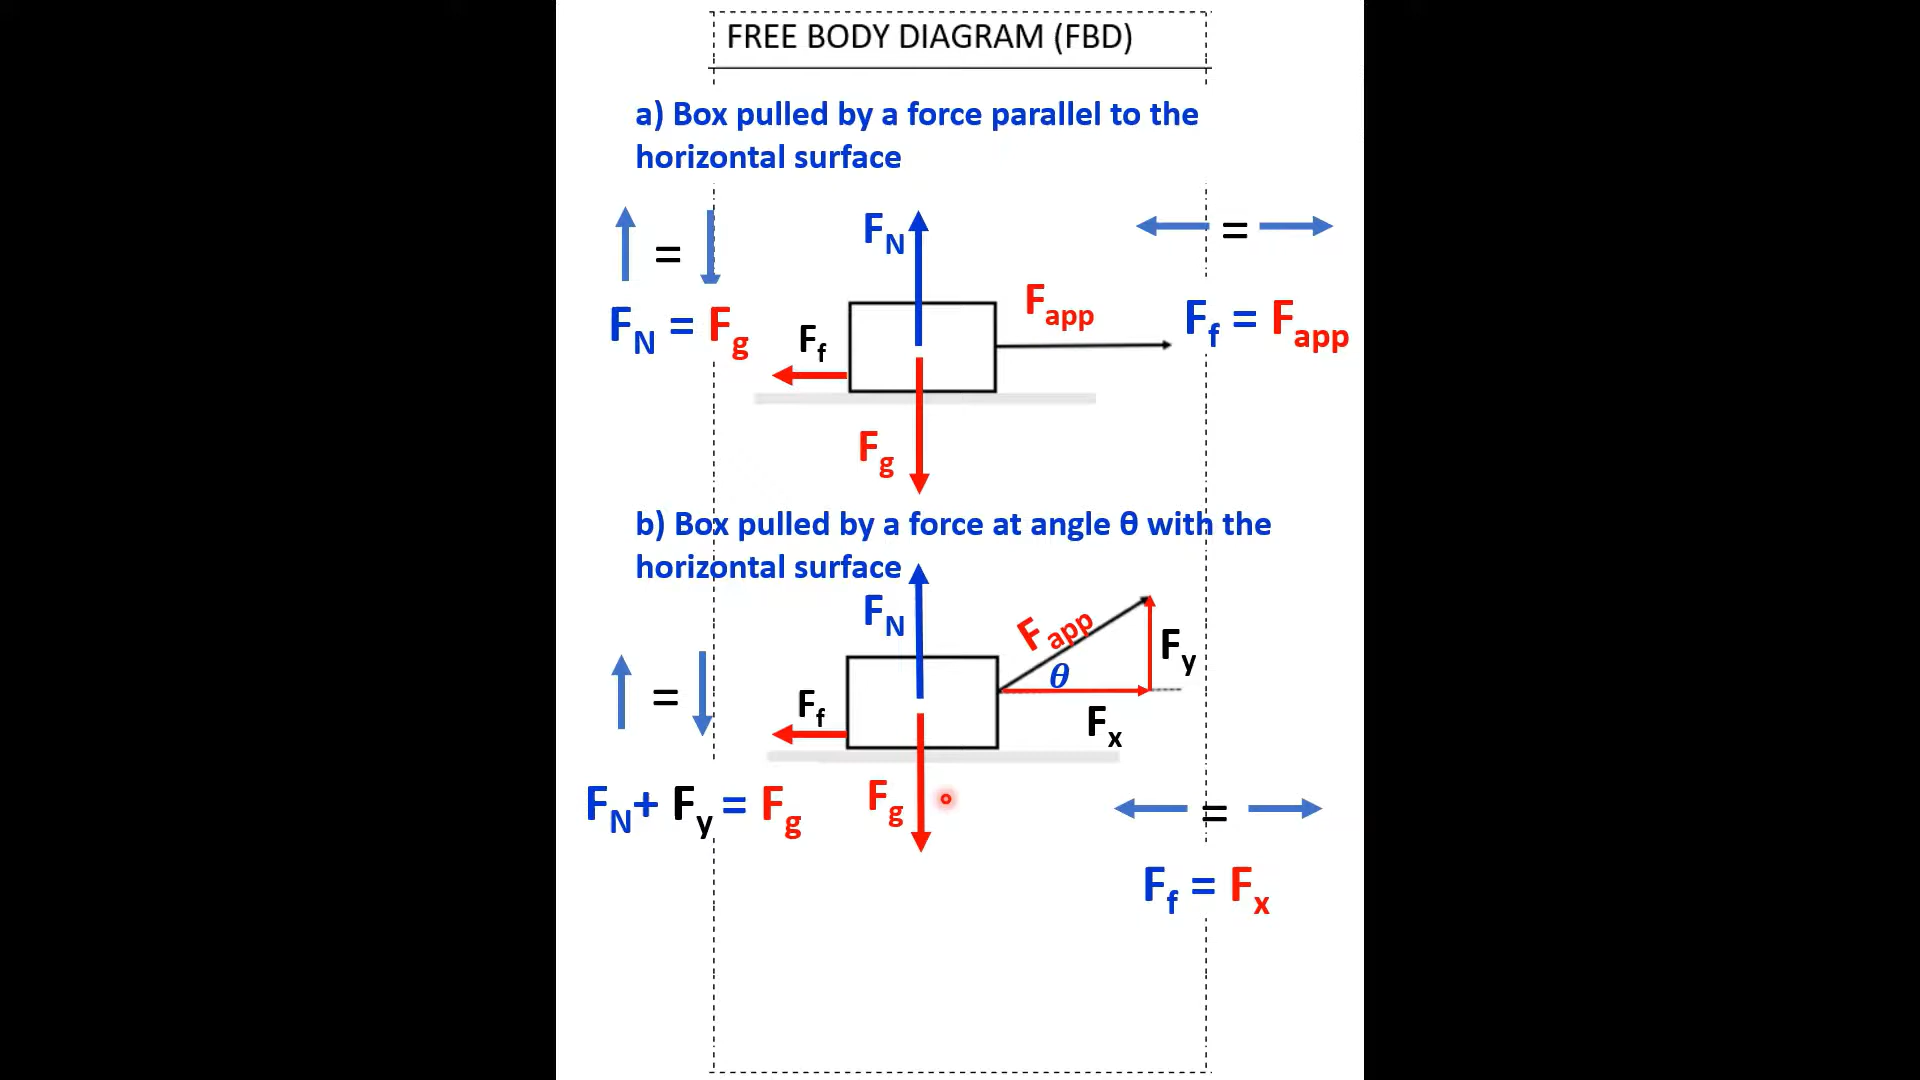 FREE BODY DIAGRAM (FBD)
a) Box pulled by a force parallel to the
horizontal surface
=
=
FN
Fapp
FN = Fg
Ff
Ff = Fapp
Fg
b) Box pulled by a force at angle θ with the
horizontal surface
FN
Fapp
Fy
θ
=
Ff
Fx
FN+ Fy = Fg
Fg
=
Ff = Fx